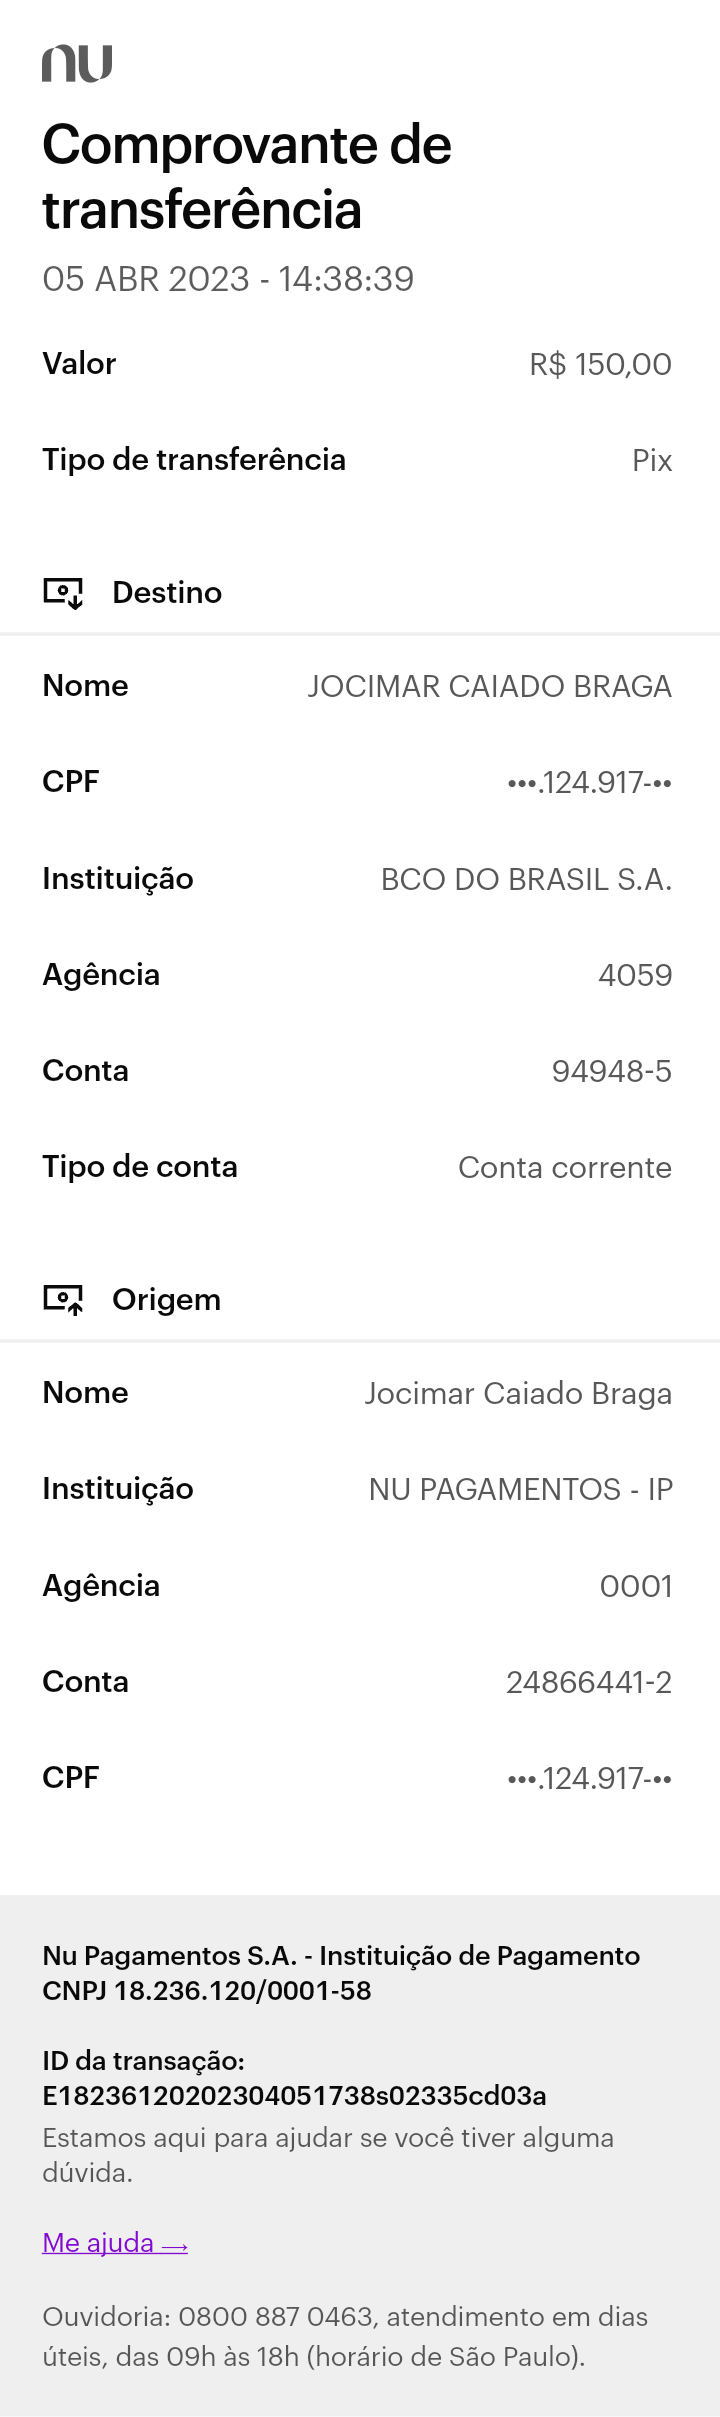 nu
Comprovante de
transferência
05 ABR 2023 - 14:38:39
Valor R$ 150,00
Tipo de transferência Pix
Destino
Nome JOCIMAR CAIADO BRAGA
CPF •••.124.917-••
Instituição BCO DO BRASIL S.A.
Agência 4059
Conta 94948-5
Tipo de conta Conta corrente
Origem
Nome Jocimar Caiado Braga
Instituição NU PAGAMENTOS - IP
Agência 0001
Conta 24866441-2
CPF •••.124.917-••
Nu Pagamentos S.A. - Instituição de Pagamento
CNPJ 18.236.120/0001-58
ID da transação:
E18236120202304051738s02335cd03a
Estamos aqui para ajudar se você tiver alguma
dúvida.
Me ajuda ⟶
Ouvidoria: 0800 887 0463, atendimento em dias
úteis, das 09h às 18h (horário de São Paulo).